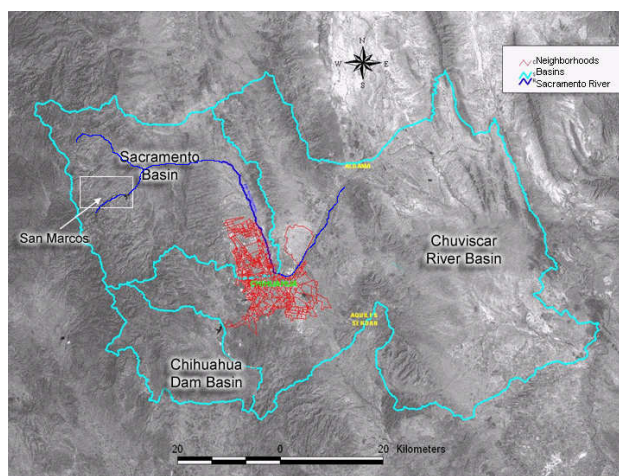 N
W E
S
Neighborhoods
Basins
Sacramento River
Sacramento
Basin
San Marcos
Chuviscar
River Basin
Chihuahua
Dam Basin
20 0 20 Kilometers